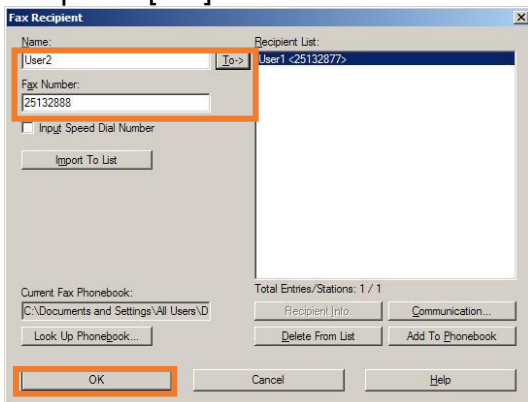 Fax Recipient
Name:
User2
To->
Fax Number:
25132888
Input Speed Dial Number
Import To List
Recipient List:
User1 <25132877>
Current Fax Phonebook:
C:\Documents and Settings\All Users\D
Look Up Phonebook...
Total Entries/Stations: 1 / 1
Recipient Info.
Communication...
Delete From List
Add To Phonebook
OK
Cancel
Help